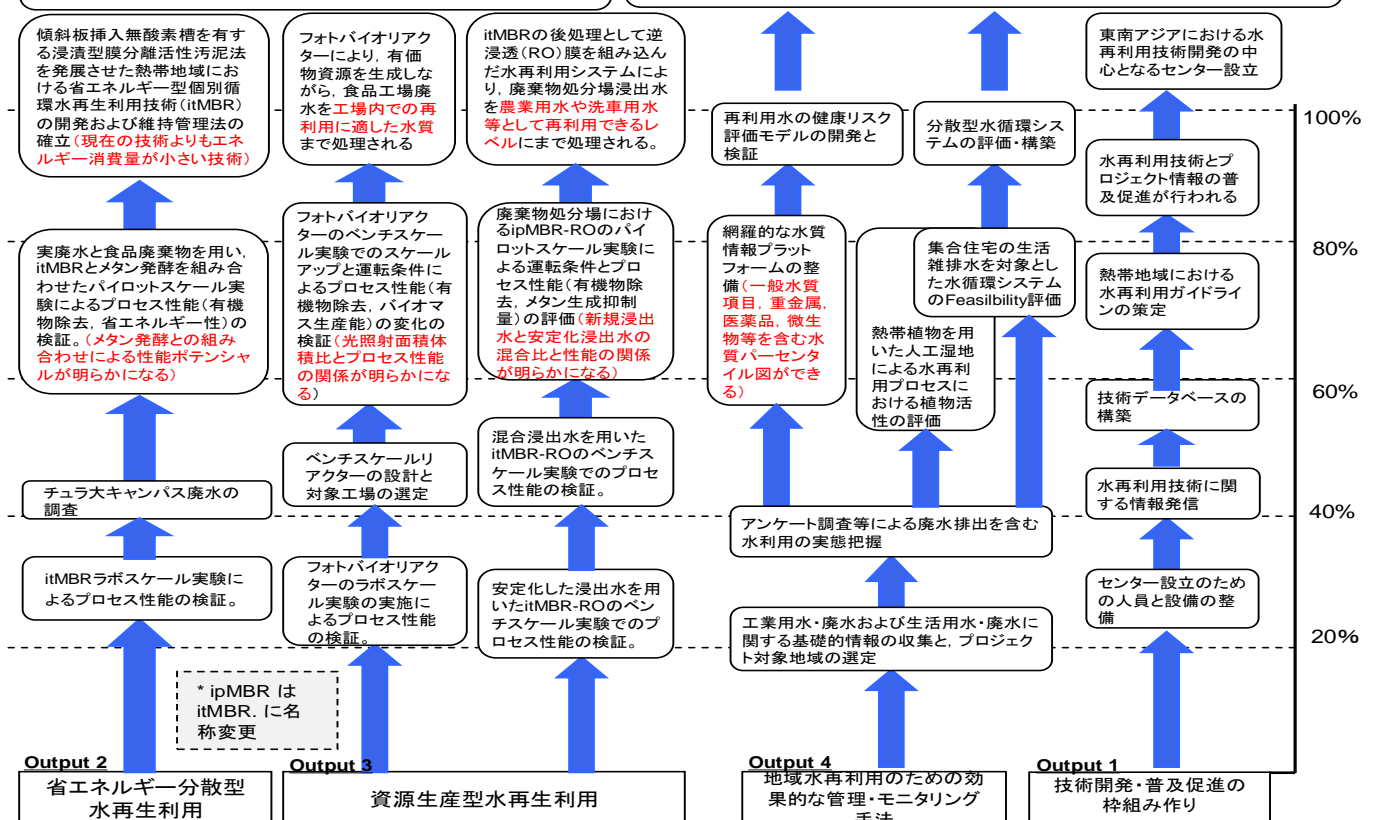 傾斜板挿入無酸素槽を有す
る浸漬型膜分離活性汚泥法
を発展させた熱帯地域にお
ける省エネルギー型個別循
環水再生利用技術(itMBR)
の開発および維持管理法の
確立(現在の技術よりもエネ
ルギー消費量が小さい技術)
フォトバイオリアク
ターにより,有価
物資源を生成しな
がら,食品工場廃
水を工場内での再
利用に適した水質
まで処理される
itMBRの後処理として逆
浸透(RO)膜を組み込ん
だ水再利用システムによ
り,廃棄物処分場浸出水
を農業用水や洗車用水
等として再利用できるレ
ベルにまで処理される。
再利用水の健康リスク
評価モデルの開発と
検証
分散型水循環シス
テムの評価・構築
東南アジアにおける水
再利用技術開発の中
心となるセンター設立
100%
水再利用技術とプ
ロジェクト情報の普
及促進が行われる
実廃水と食品廃棄物を用い,
itMBRとメタン発酵を組み合
わせたパイロットスケール実
験によるプロセス性能(有機
物除去,省エネルギー性)の
検証。(メタン発酵との組み
合わせによる性能ポテンシャ
ルが明らかになる)
フォトバイオリアク
ターのベンチスケー
ル実験でのスケール
アップと運転条件に
よるプロセス性能(有
機物除去,バイオマ
ス生産能)の変化の
検証(光照射面積体
積比とプロセス性能
の関係が明らかにな
る)
廃棄物処分場におけ
るipMBR-ROのパイ
ロットスケール実験に
よる運転条件とプロ
セス性能(有機物除
去,メタン生成抑制
量)の評価(新規浸出
水と安定化浸出水の
混合比と性能の関係
が明らかになる)
網羅的な水質
情報プラット
フォームの整
備(一般水質
項目,重金属,
医薬品,微生
物等を含む水
質パーセンタ
イル図ができ
る)
集合住宅の生活
雑排水を対象とし
た水循環システム
のFeasilbility評価
熱帯植物を用
いた人工湿地
による水再利
用プロセスに
おける植物活
性の評価
80%
熱帯地域における
水再利用ガイドライ
ンの策定
60%
技術データベースの
構築
ベンチスケールリ
アクターの設計と
対象工場の選定
混合浸出水を用いた
itMBR-ROのベンチス
ケール実験でのプロセ
ス性能の検証。
チュラ大キャンパス廃水の
調査
水再利用技術に関
する情報発信
アンケート調査等による廃水排出を含む
水利用の実態把握
40%
itMBRラボスケール実験に
よるプロセス性能の検証。
フォトバイオリアク
ターのラボスケー
ル実験の実施に
よるプロセス性能
の検証。
安定化した浸出水を用
いたitMBR-ROのベン
チスケール実験でのプ
ロセス性能の検証。
センター設立のため
の人員と設備の整
備
工業用水・廃水および生活用水・廃水に
関する基礎的情報の収集と,プロジェク
ト対象地域の選定
20%
* ipMBR は
itMBR. に名
称変更
Output 2
省エネルギー分散型
水再生利用
Output 3
資源生産型水再生利用
Output 4
地域水再利用のための効
果的な管理・モニタリング
手法
Output 1
技術開発・普及促進の
枠組み作り